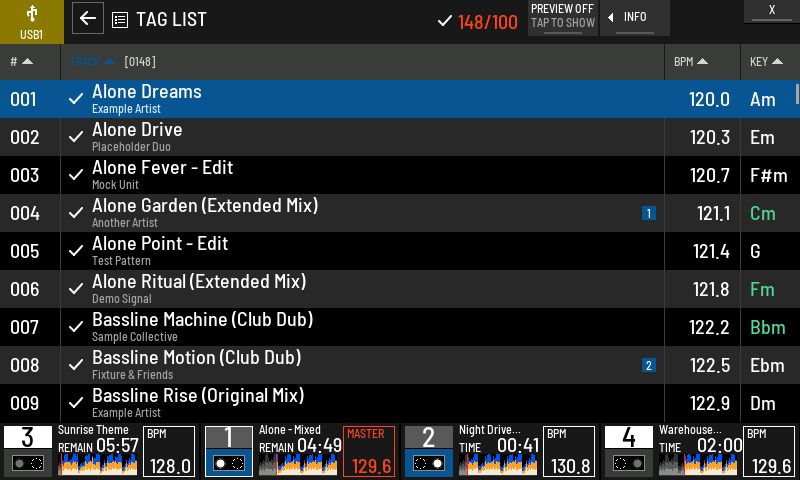 USB1
TAG LIST
148/100
PREVIEW OFF
TAP TO SHOW
INFO
X
# TRACK [0148] BPM KEY
001 Alone Dreams 120.0 Am
Example Artist
002 Alone Drive 120.3 Em
Placeholder Duo
003 Alone Fever - Edit 120.7 F#m
Mock Unit
004 Alone Garden (Extended Mix) 1 121.1 Cm
Another Artist
005 Alone Point - Edit 121.4 G
Test Pattern
006 Alone Ritual (Extended Mix) 121.8 Fm
Demo Signal
007 Bassline Machine (Club Dub) 122.2 Bbm
Sample Collective
008 Bassline Motion (Club Dub) 2 122.5 Ebm
Fixture & Friends
009 Bassline Rise (Original Mix) 122.9 Dm
Example Artist
3 Sunrise Theme
REMAIN 05:57
BPM
128.0
1 Alone - Mixed
REMAIN 04:49
MASTER
129.6
2 Night Drive...
TIME 00:41
BPM
130.8
4 Warehouse...
TIME 02:00
BPM
129.6